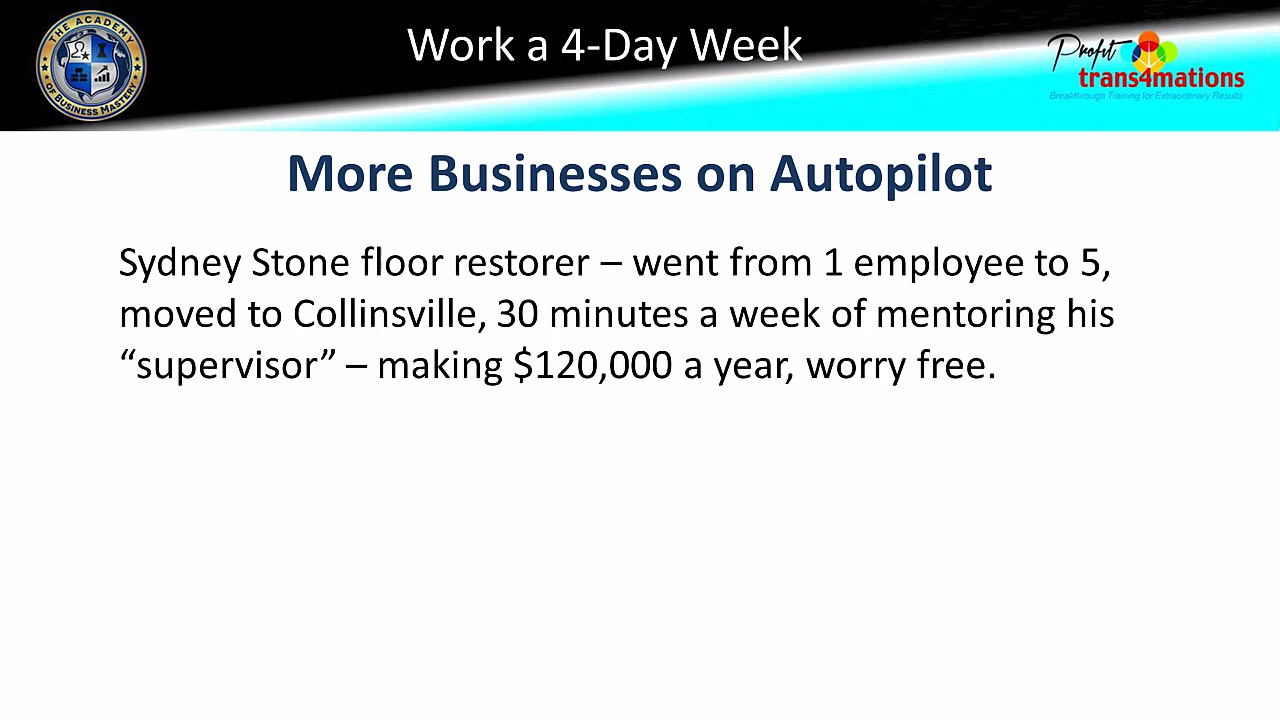 Work a 4-Day Week
THE ACADEMY
OF BUSINESS MASTERY
Profit
trans4mations
Breakthrough Training for Extraordinary Results
More Businesses on Autopilot
Sydney Stone floor restorer – went from 1 employee to 5,
moved to Collinsville, 30 minutes a week of mentoring his
“supervisor” – making $120,000 a year, worry free.